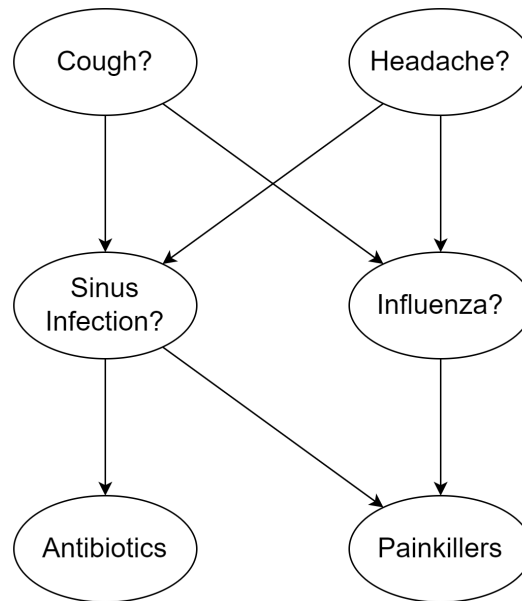 Cough?
Headache?
Sinus
Infection?
Influenza?
Antibiotics
Painkillers